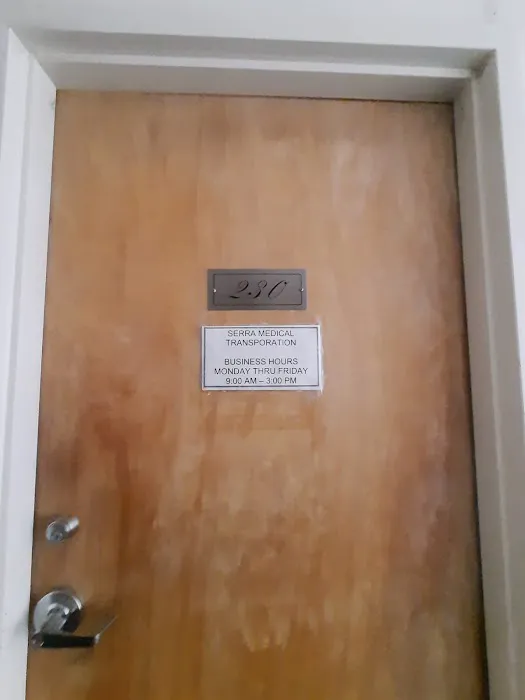 230
SERRA MEDICAL
TRANSPORATION
BUSINESS HOURS
MONDAY THRU FRIDAY
9:00 AM – 3:00 PM